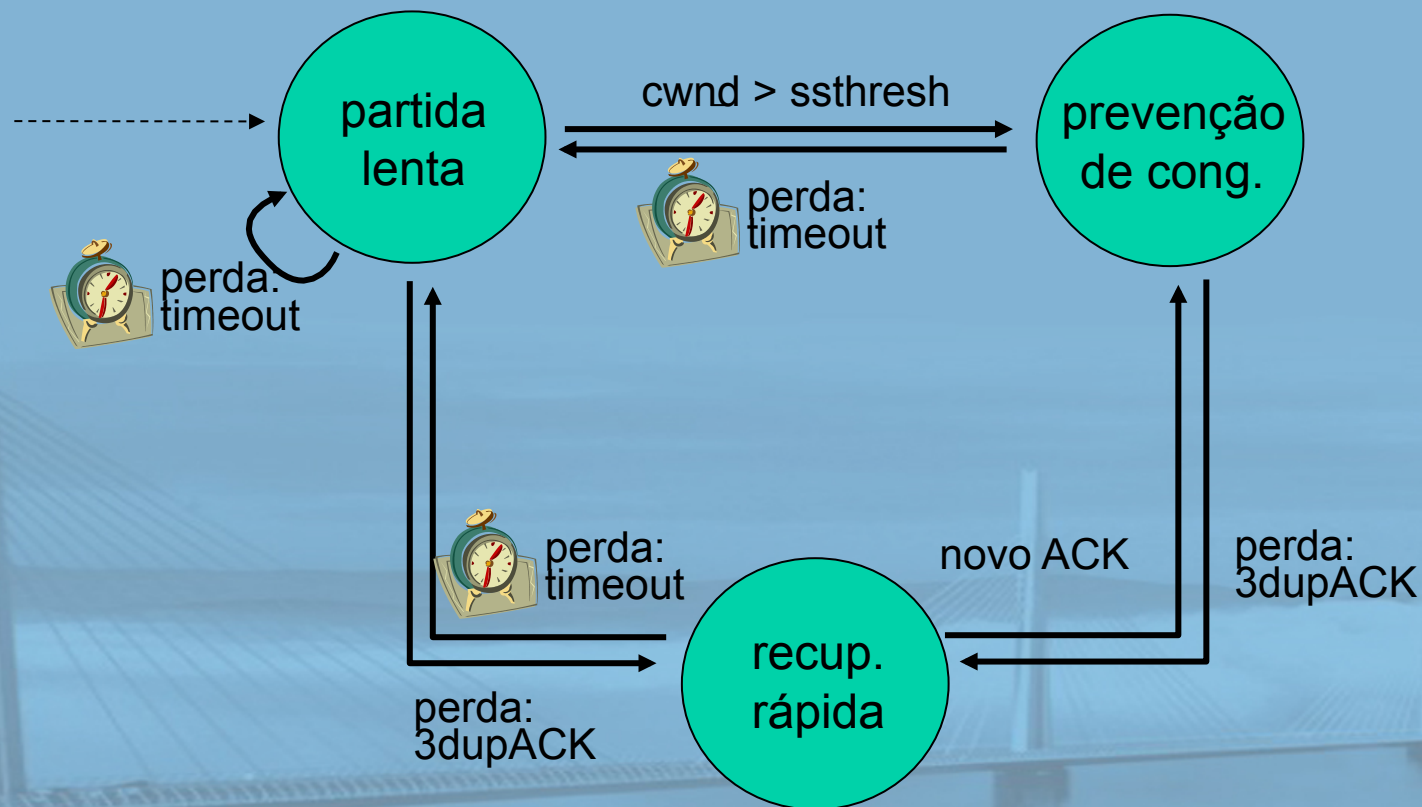 partida
lenta
cwnd > ssthresh
prevenção
de cong.
perda:
timeout
perda:
timeout
perda:
timeout
novo ACK
perda:
3dupACK
recup.
rápida
perda:
3dupACK